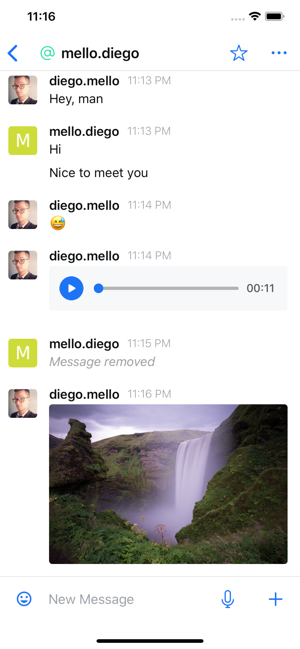 11:16
@ mello.diego
diego.mello 11:13 PM
Hey, man
M
mello.diego 11:13 PM
Hi
Nice to meet you
diego.mello 11:14 PM
😅
diego.mello 11:14 PM
00:11
M
mello.diego 11:15 PM
Message removed
diego.mello 11:16 PM
New Message